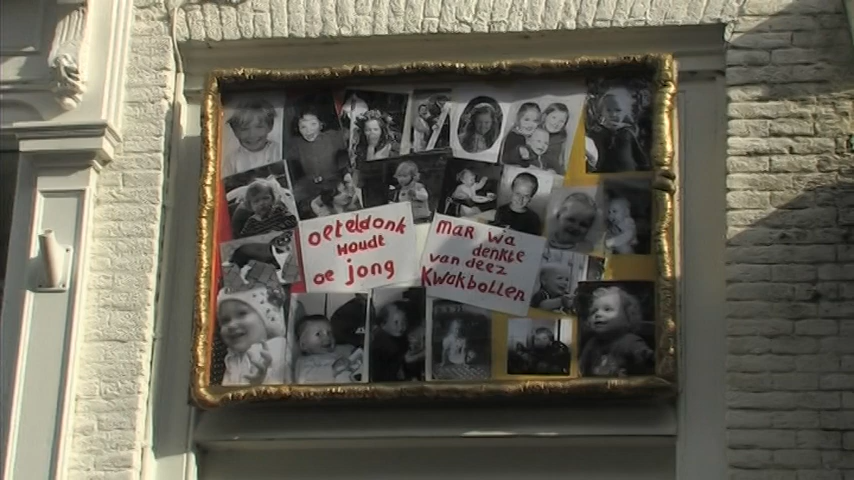 oeteldonk
houdt
oe jong
mar wa
denkte
van deez
Kwakbollen